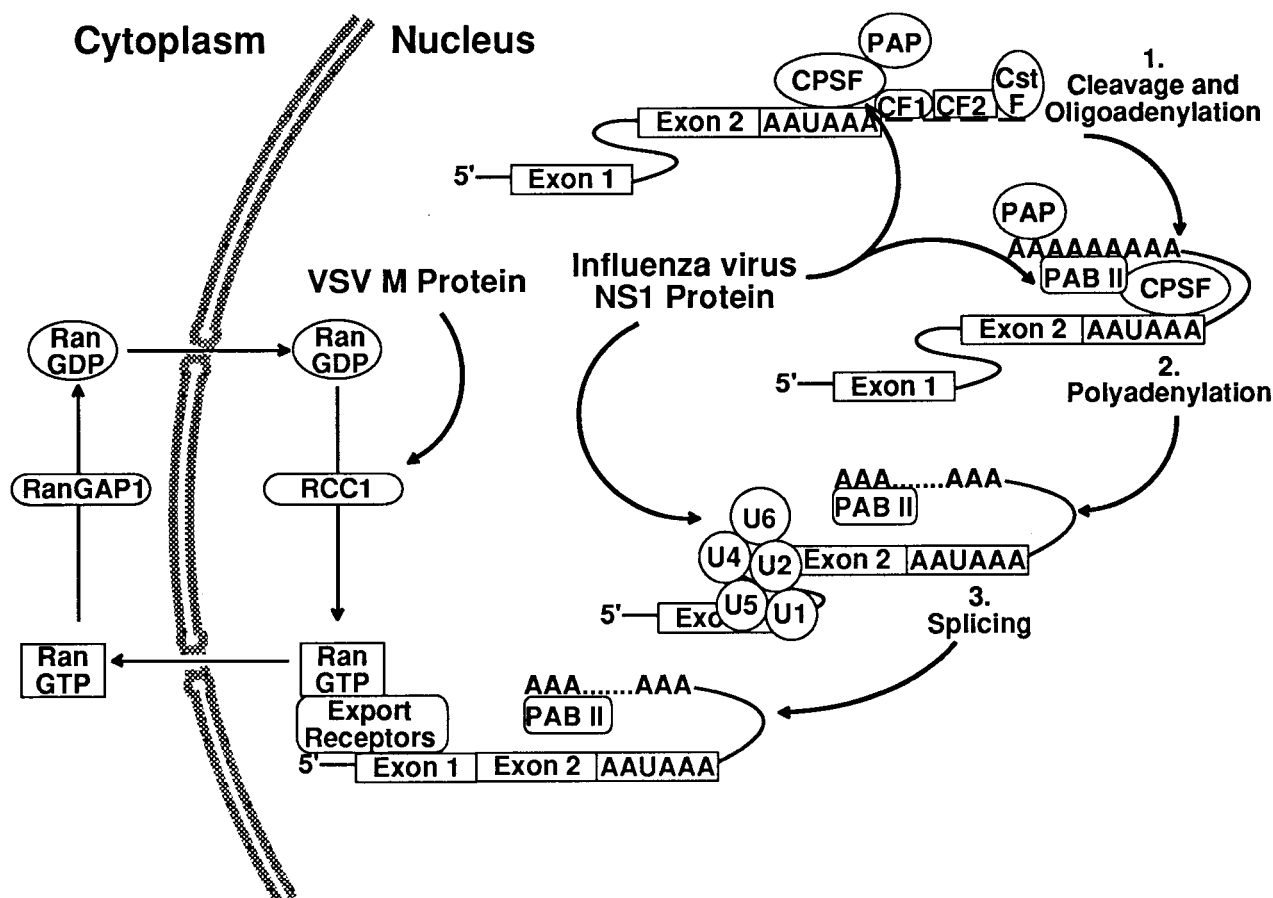 Cytoplasm
Nucleus
PAP
CPSF
CF1
CF2
Cst
F
1.
Cleavage and
Oligoadenylation
Exon 2
AAUAAA
5'
Exon 1
PAP
AAAAAAAAA
PAB II
CPSF
Exon 2
AAUAAA
5'
Exon 1
2.
Polyadenylation
Influenza virus
NS1 Protein
VSV M Protein
Ran
GDP
Ran
GDP
RanGAP1
RCC1
AAA.......AAA
PAB II
U6
U4
U2
U5
U1
Exon 2
AAUAAA
5'
Exo
3.
Splicing
Ran
GTP
Ran
GTP
Export
Receptors
AAA.......AAA
PAB II
5'
Exon 1
Exon 2
AAUAAA